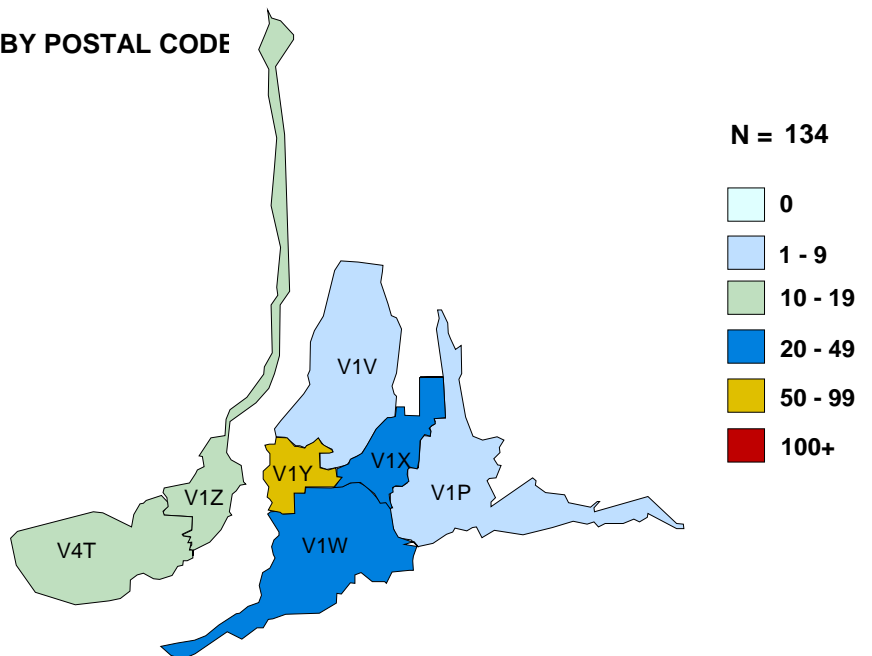 BY POSTAL CODE
N = 134
0
1 - 9
10 - 19
20 - 49
50 - 99
100+
V1V
V1X
V1Y
V1P
V1Z
V1W
V4T